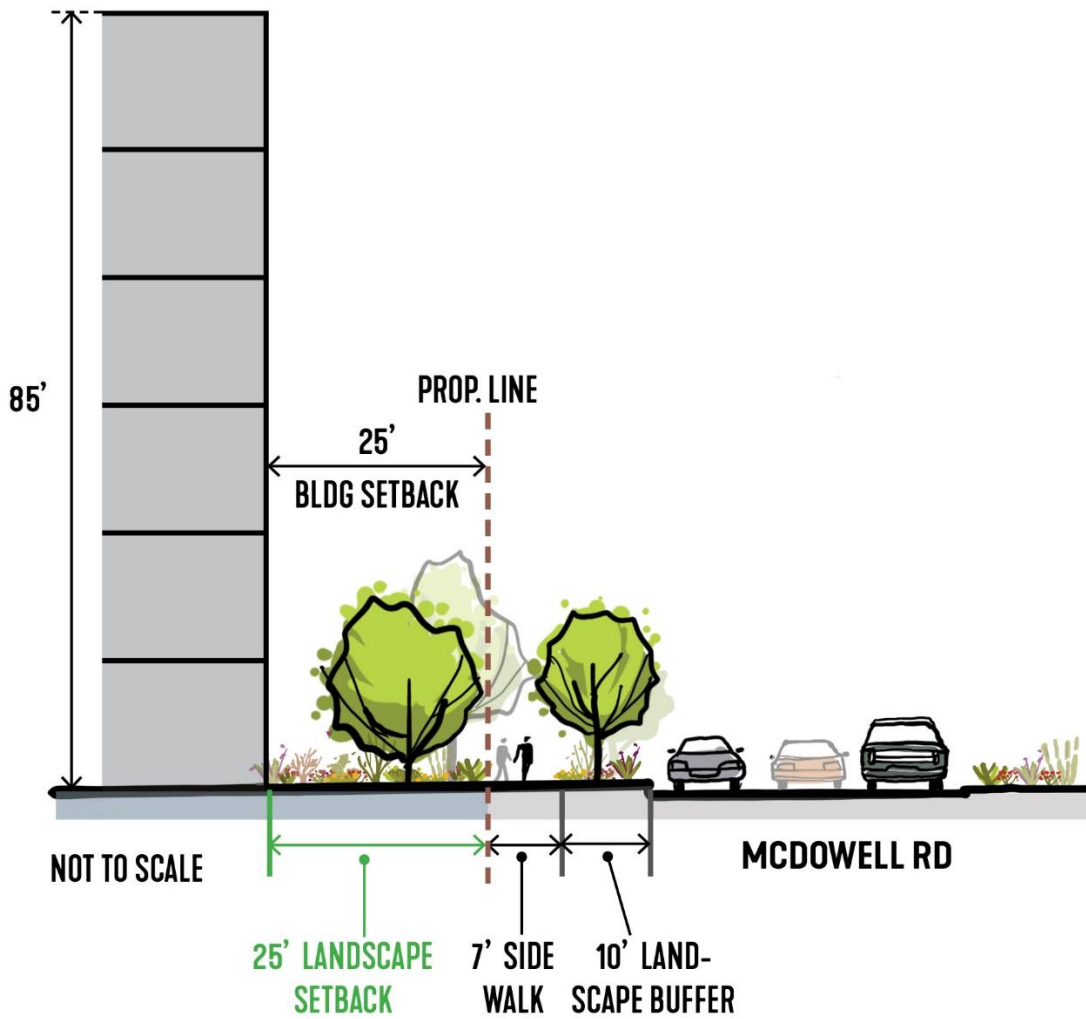 85’
PROP. LINE
25’
BLDG SETBACK
NOT TO SCALE
MCDOWELL RD
25’ LANDSCAPE
SETBACK
7’ SIDE
WALK
10’ LAND-
SCAPE BUFFER